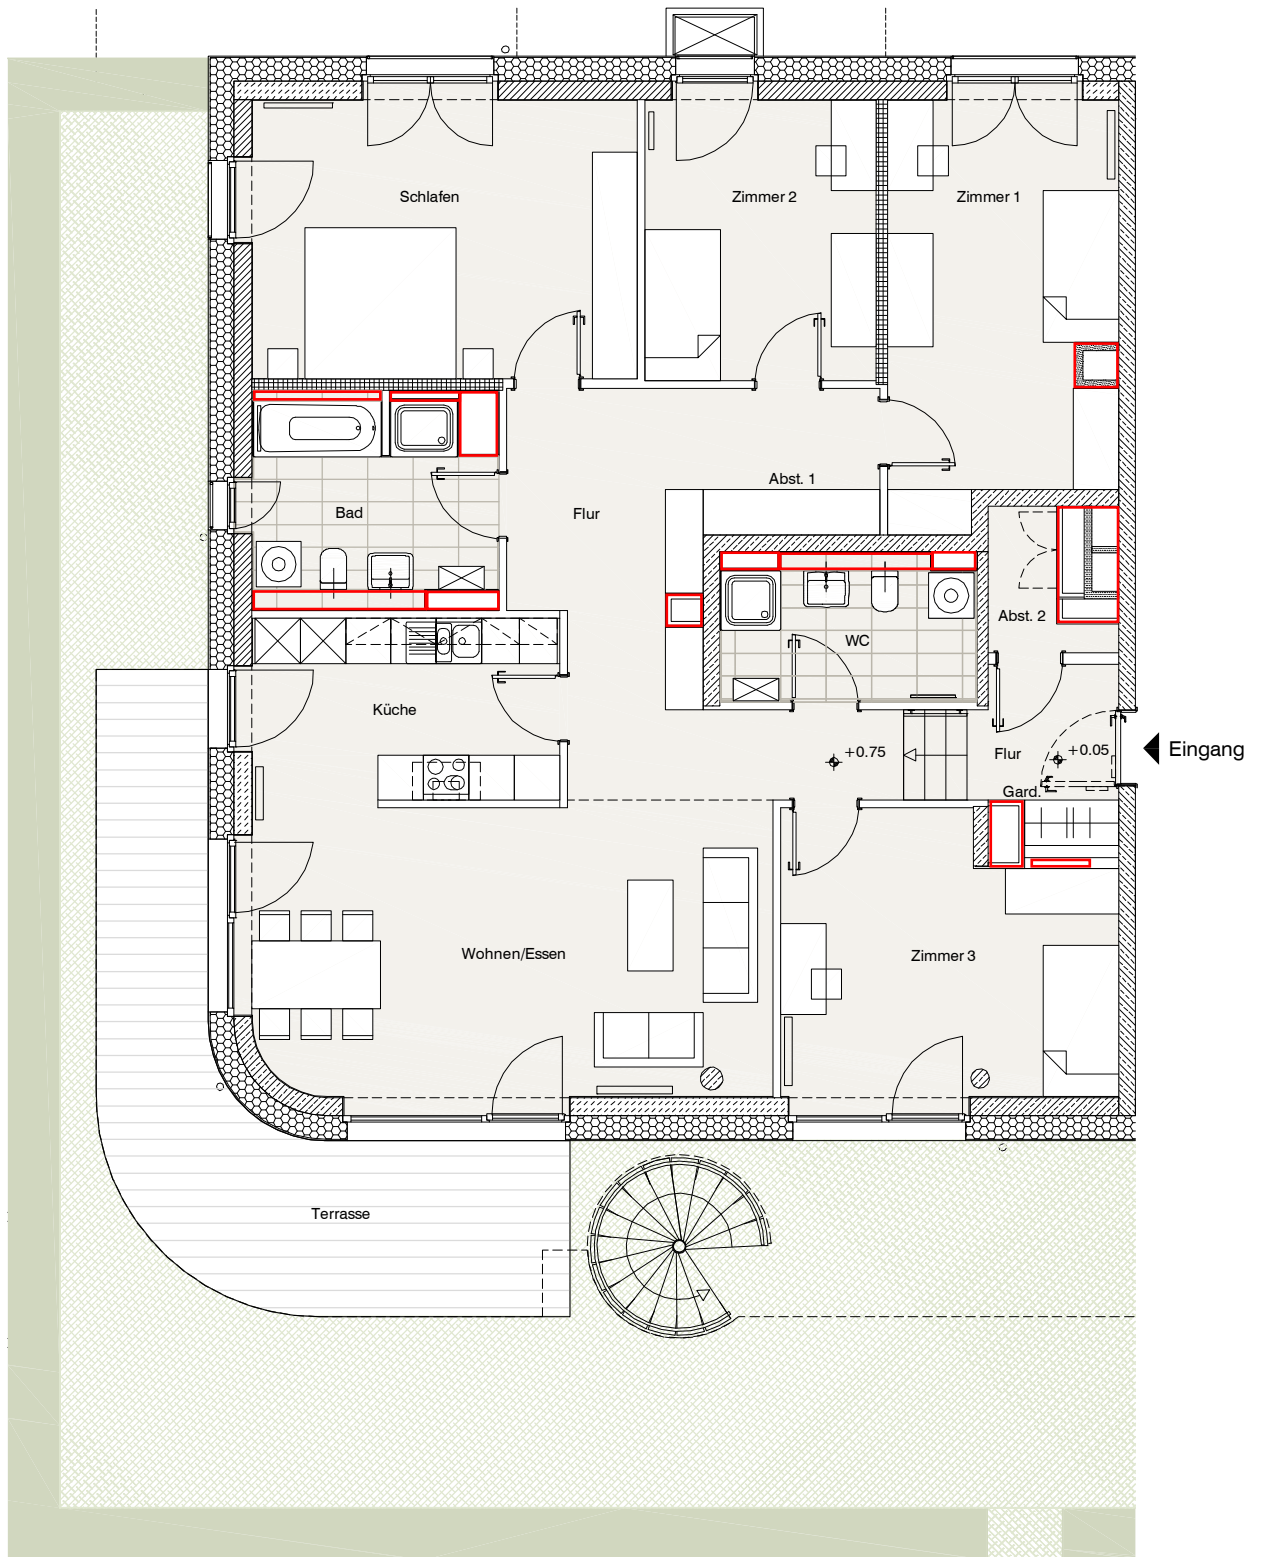 Schlafen
Zimmer 2
Zimmer 1
Abst. 1
Bad
Flur
Abst. 2
WC
Küche
+0.75
Flur
+0.05
Eingang
Gard.
Wohnen/Essen
Zimmer 3
Terrasse